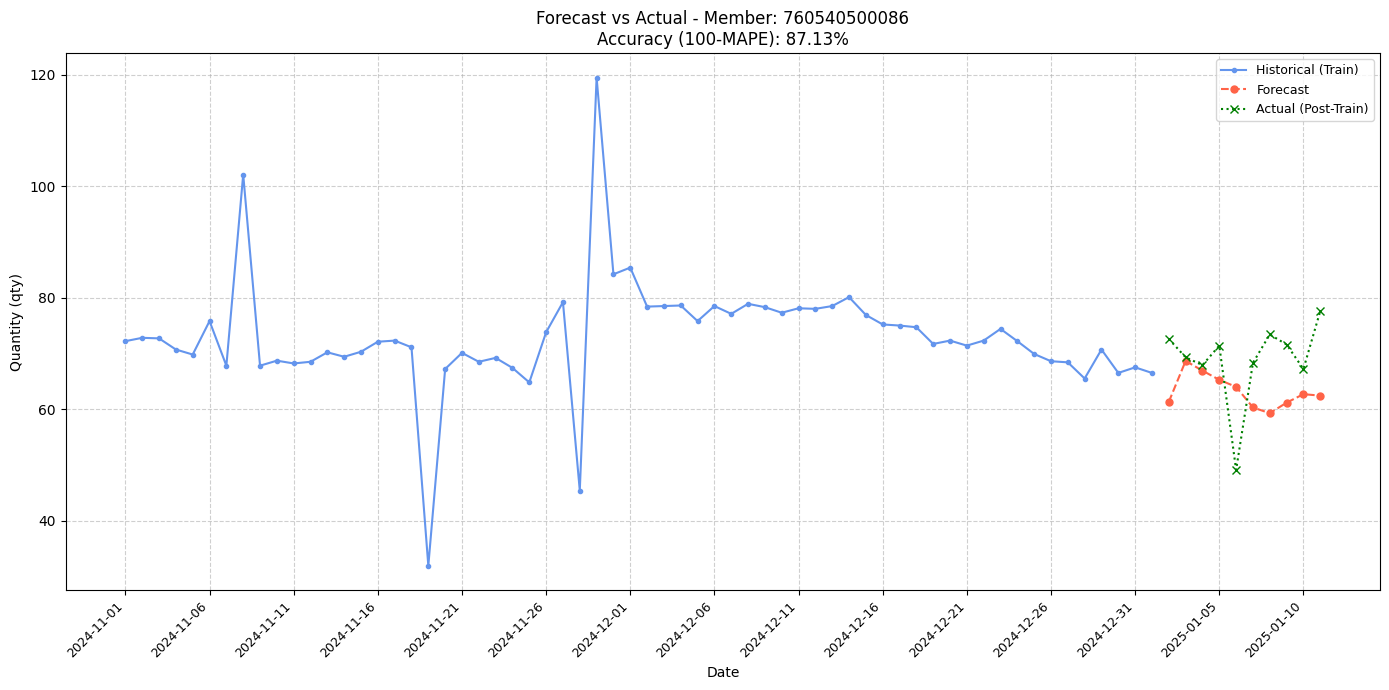 Forecast vs Actual - Member: 760540500086
Accuracy (100-MAPE): 87.13%
Historical (Train)
Forecast
Actual (Post-Train)
Quantity (qty)
120
100
80
60
40
2024-11-01
2024-11-06
2024-11-11
2024-11-16
2024-11-21
2024-11-26
2024-12-01
2024-12-06
2024-12-11
2024-12-16
2024-12-21
2024-12-26
2024-12-31
2025-01-05
2025-01-10
Date